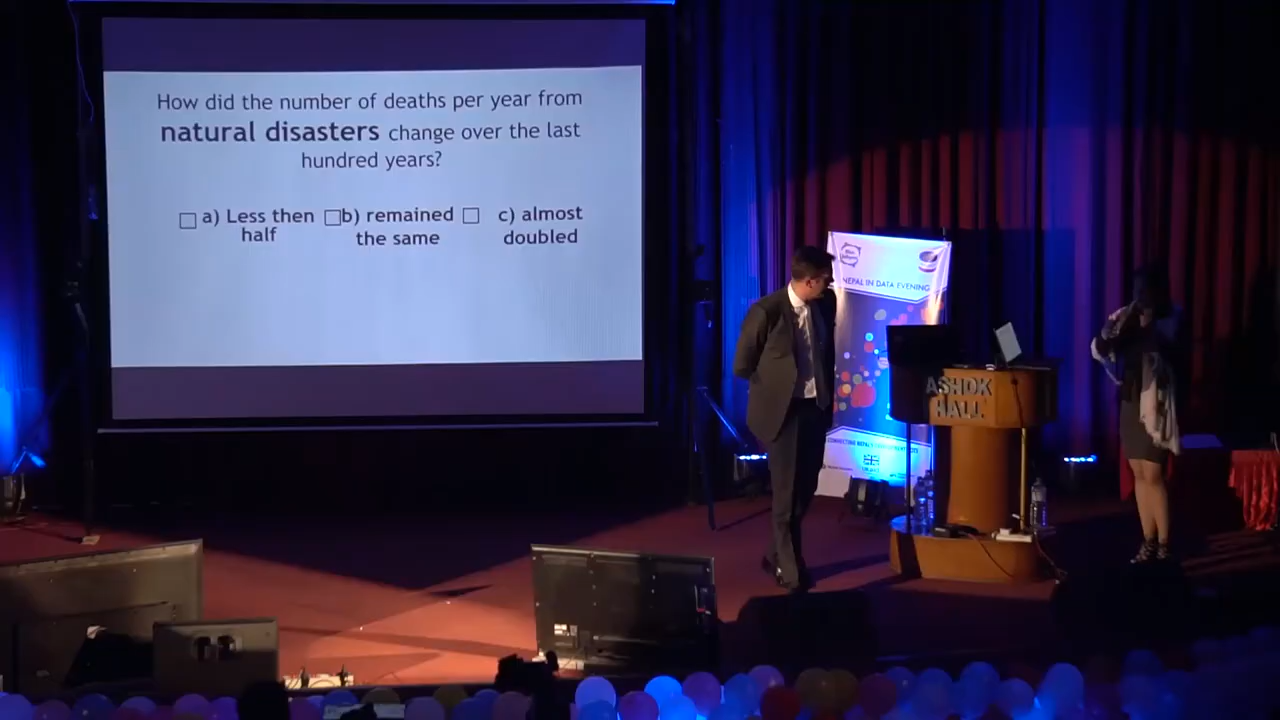 How did the number of deaths per year from
natural disasters change over the last
hundred years?
a) Less then b) remained c) almost
half the same doubled
NEPAL IN DATA EVENING
ASHOK
HALL